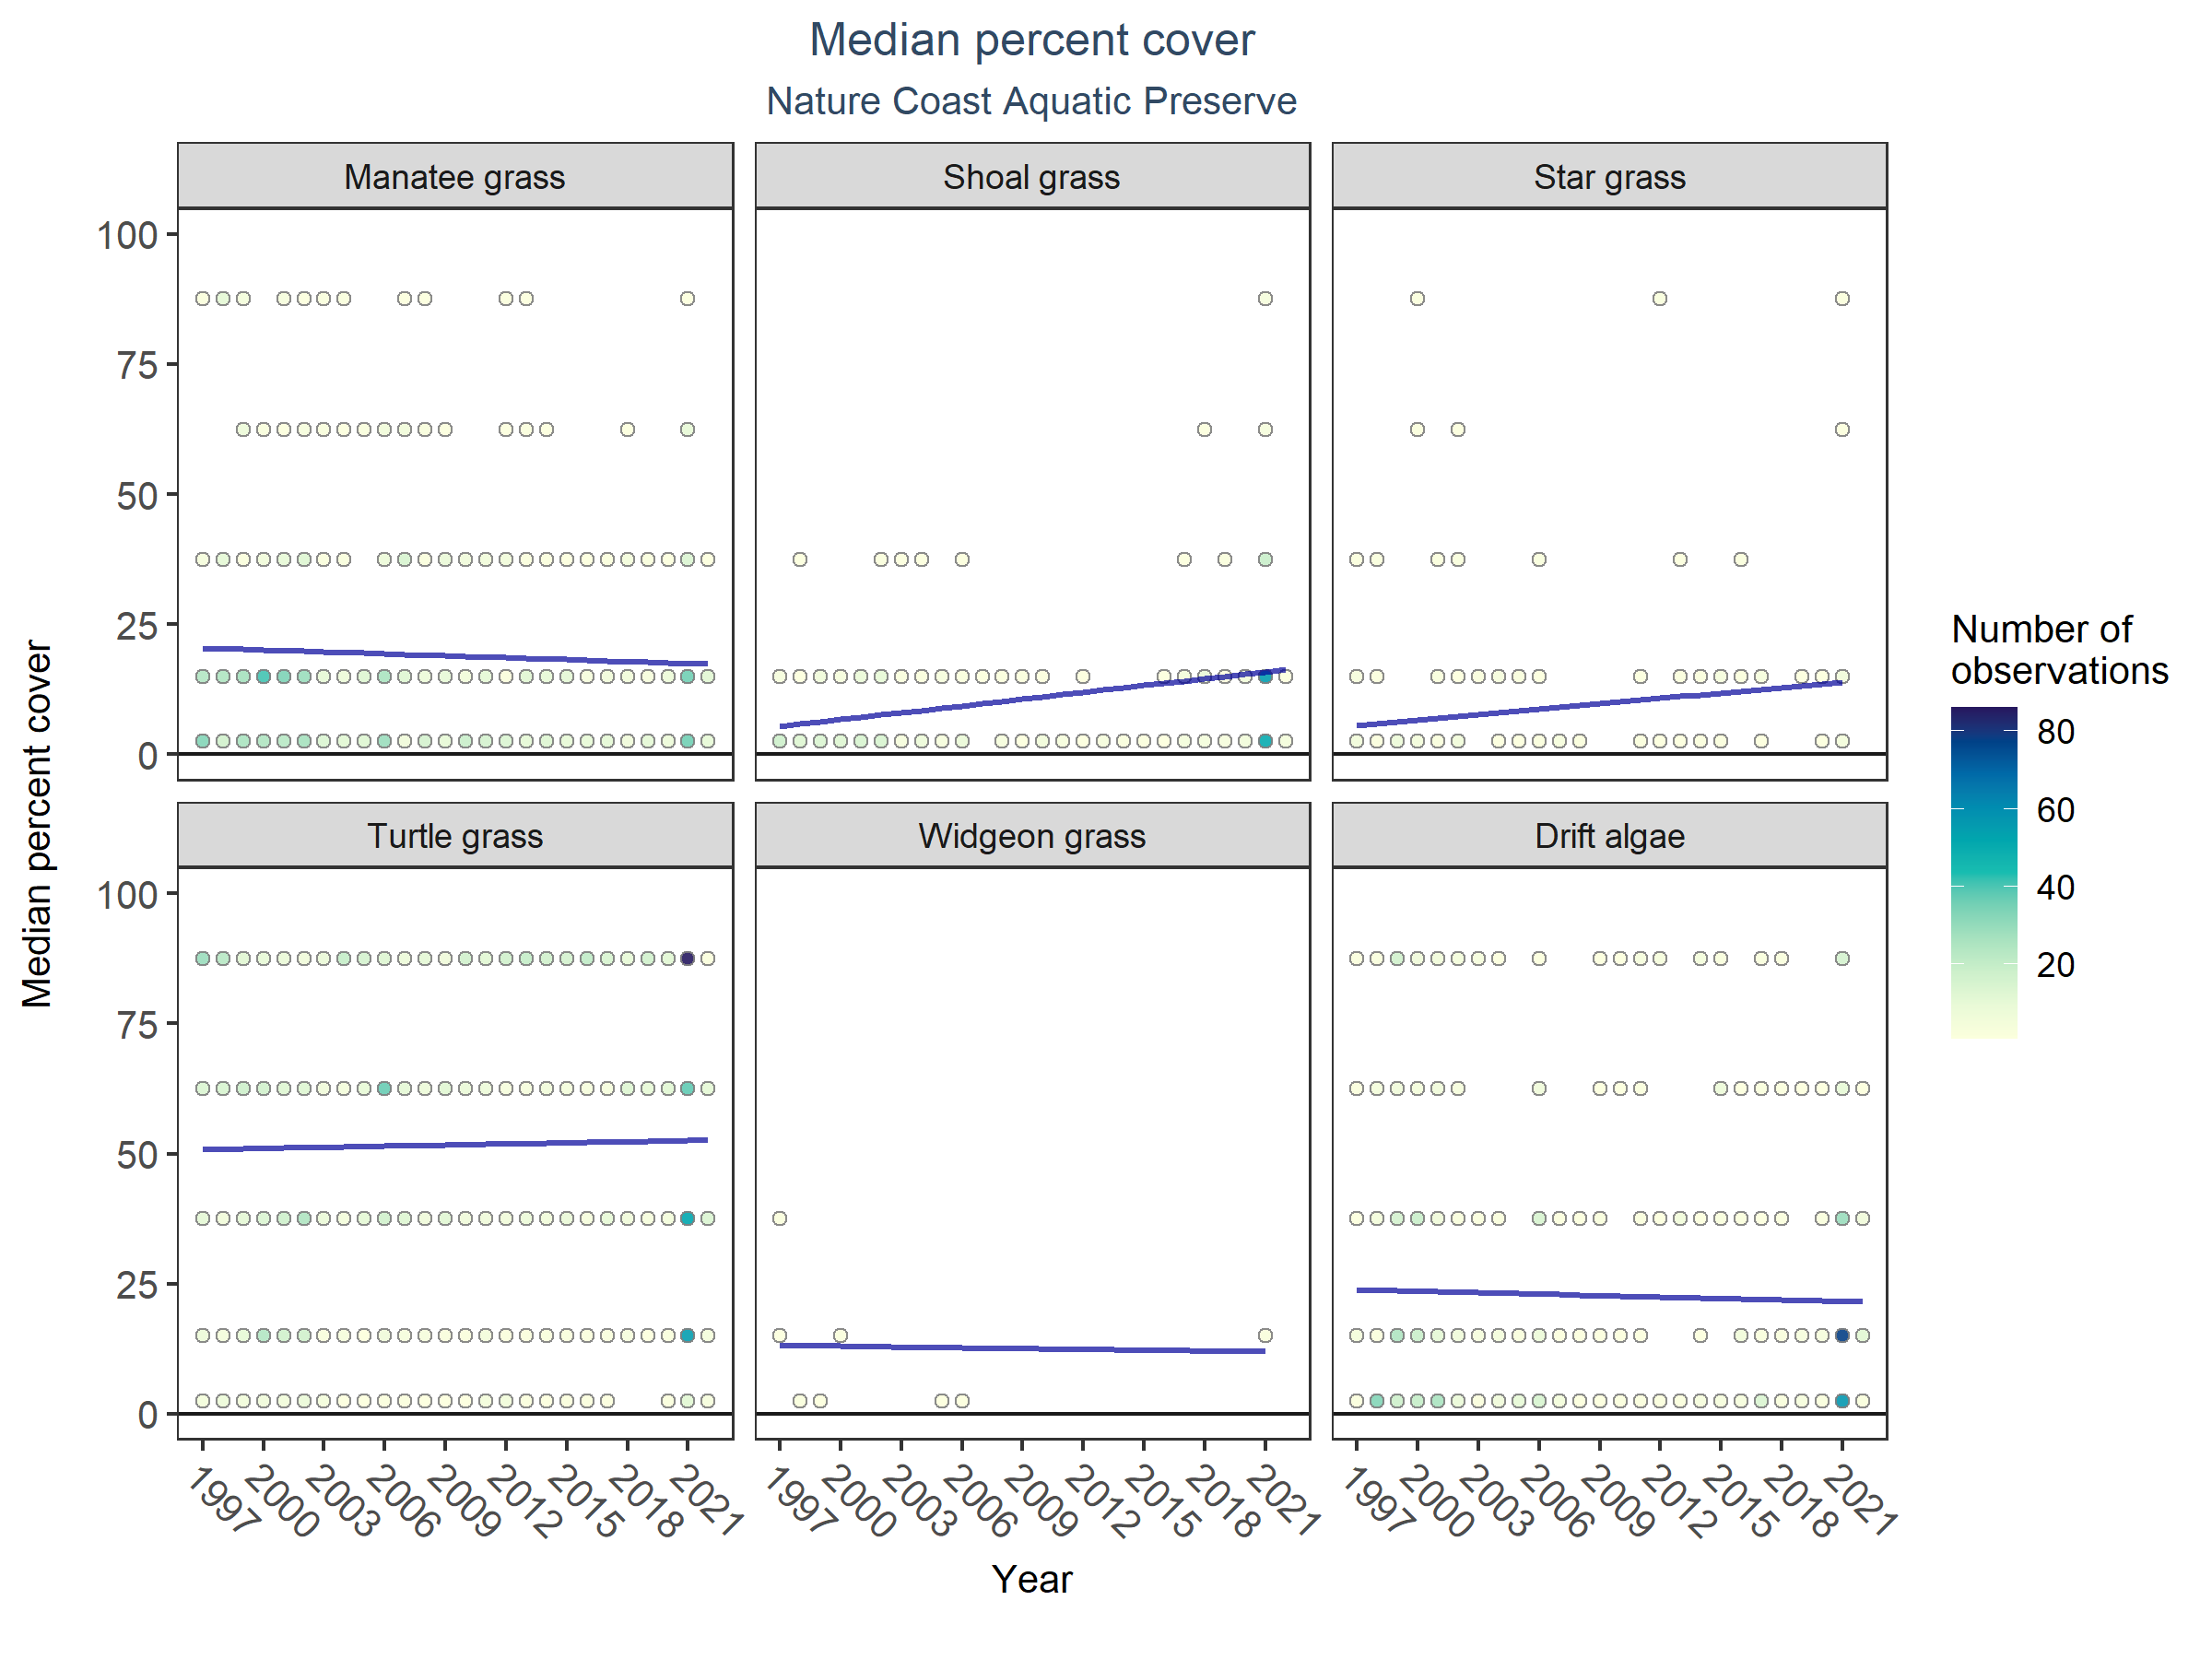 Median percent cover
Nature Coast Aquatic Preserve
Manatee grass
Shoal grass
Star grass
100
75
50
25
0
Turtle grass
Widgeon grass
Drift algae
100
75
50
25
0
1997 2000 2003 2006 2009 2012 2015 2018 2021
1997 2000 2003 2006 2009 2012 2015 2018 2021
1997 2000 2003 2006 2009 2012 2015 2018 2021
Year
Median percent cover
Number of
observations
80
60
40
20